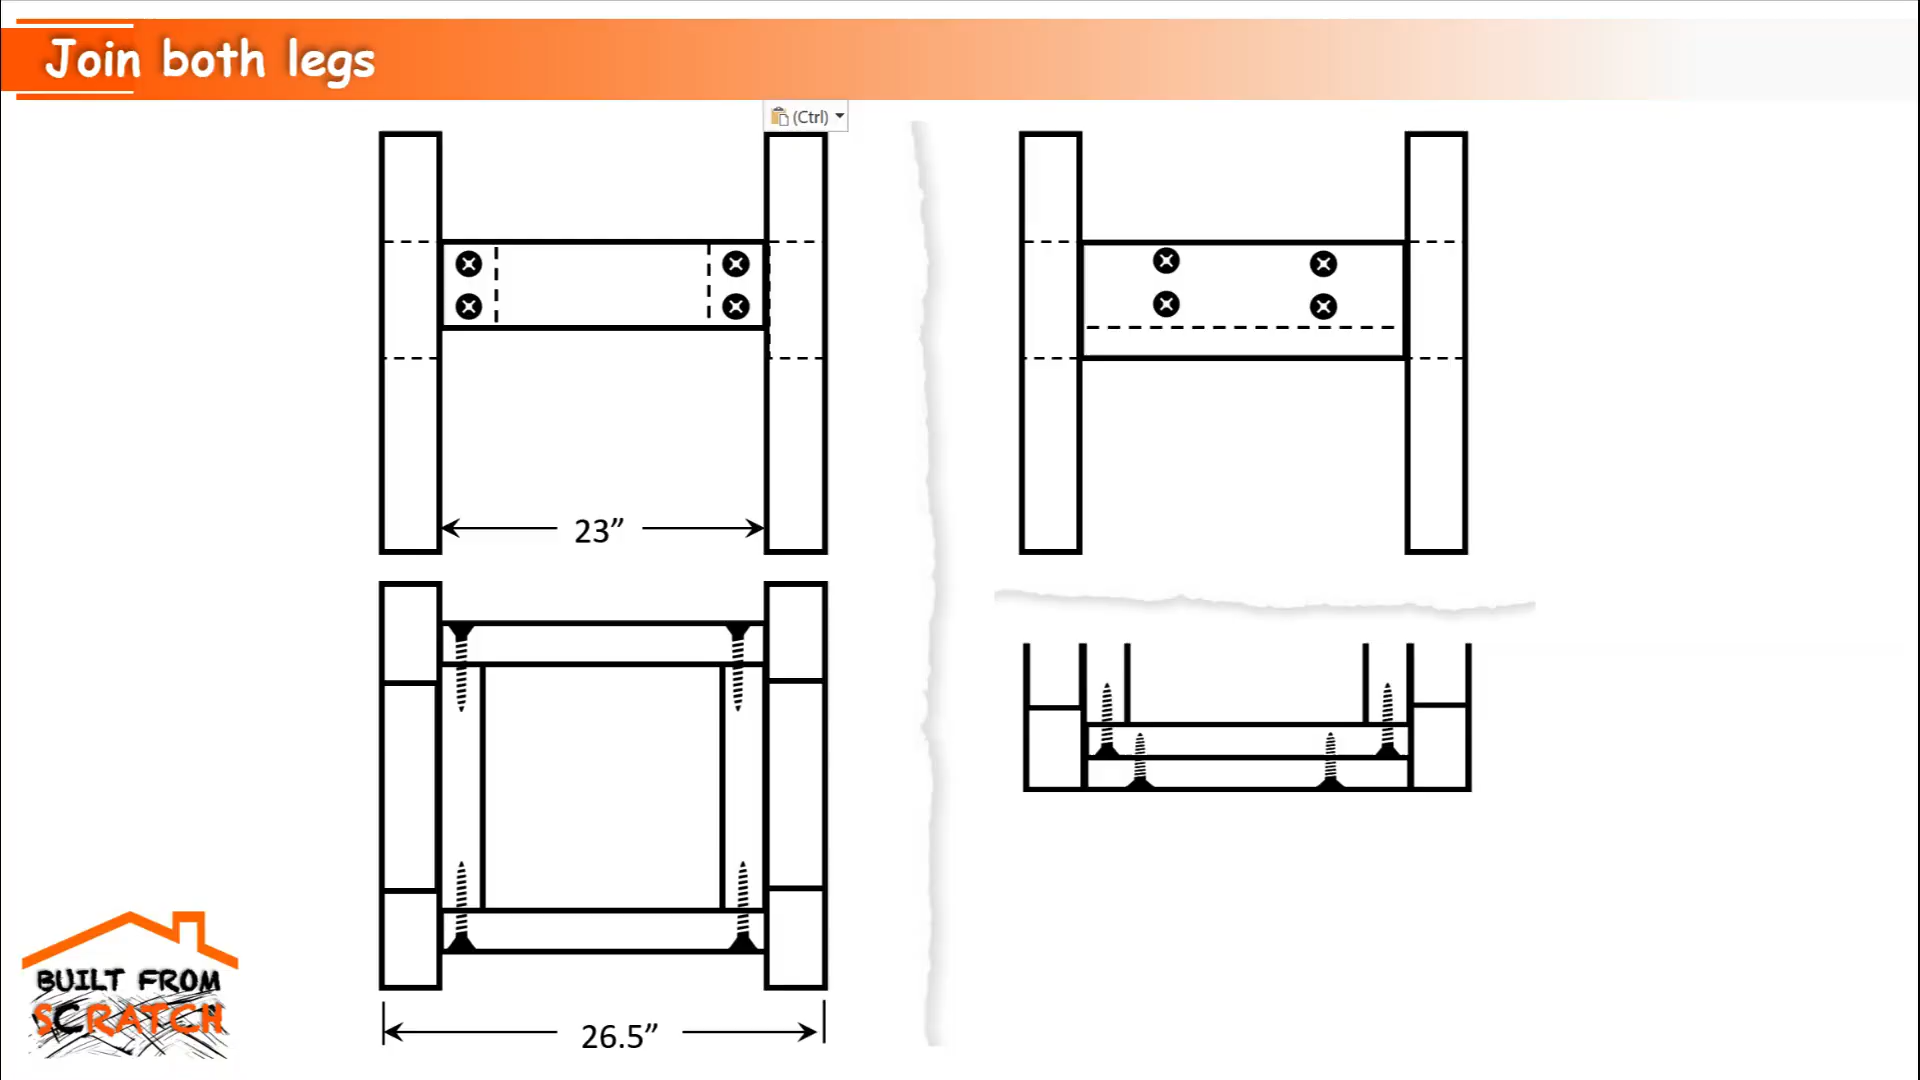 Join both legs
(Ctrl)
23”
26.5”
BUILT FROM
SCRATCH